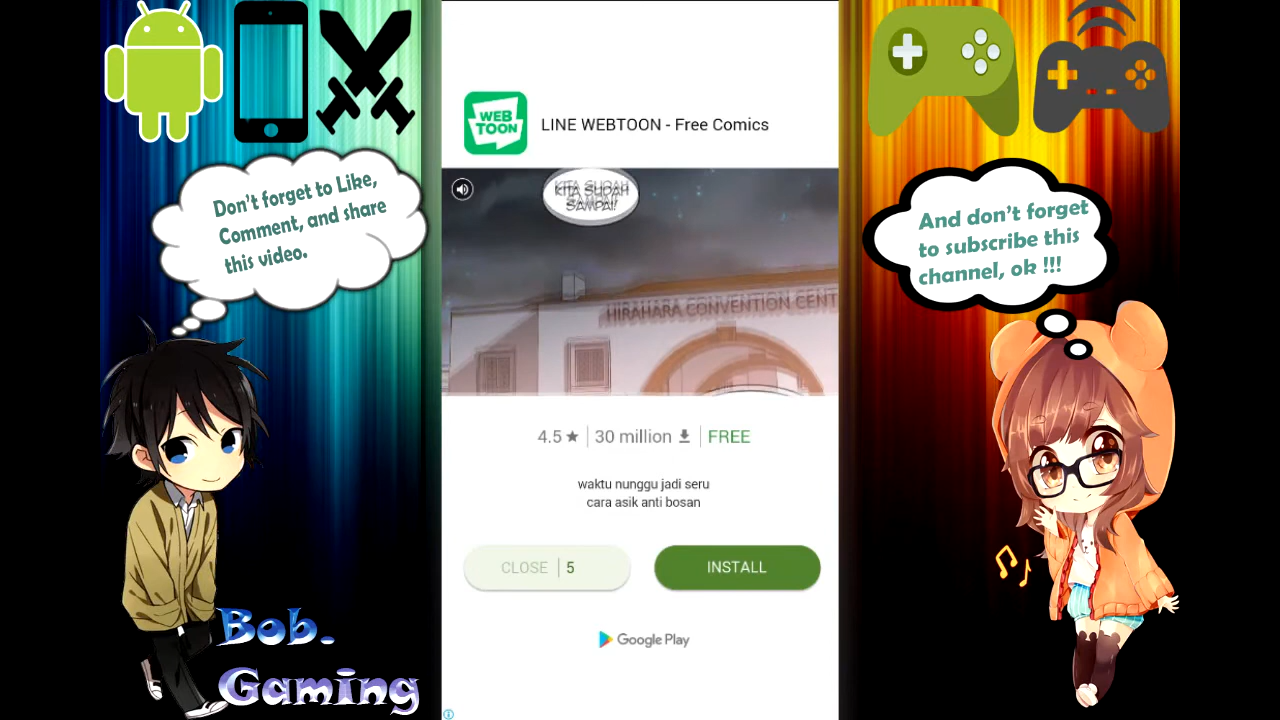 WEB
TOON
LINE WEBTOON - Free Comics
Don't forget to Like,
Comment, and share
this video.
And don't forget
to subscribe this
channel, ok !!!
KITA SUDAH
SAMPAI!
HIRAHARA CONVENTION CENT
4.5 | 30 million | FREE
waktu nunggu jadi seru
cara asik anti bosan
CLOSE | 5
INSTALL
Google Play
Bob.
Gaming